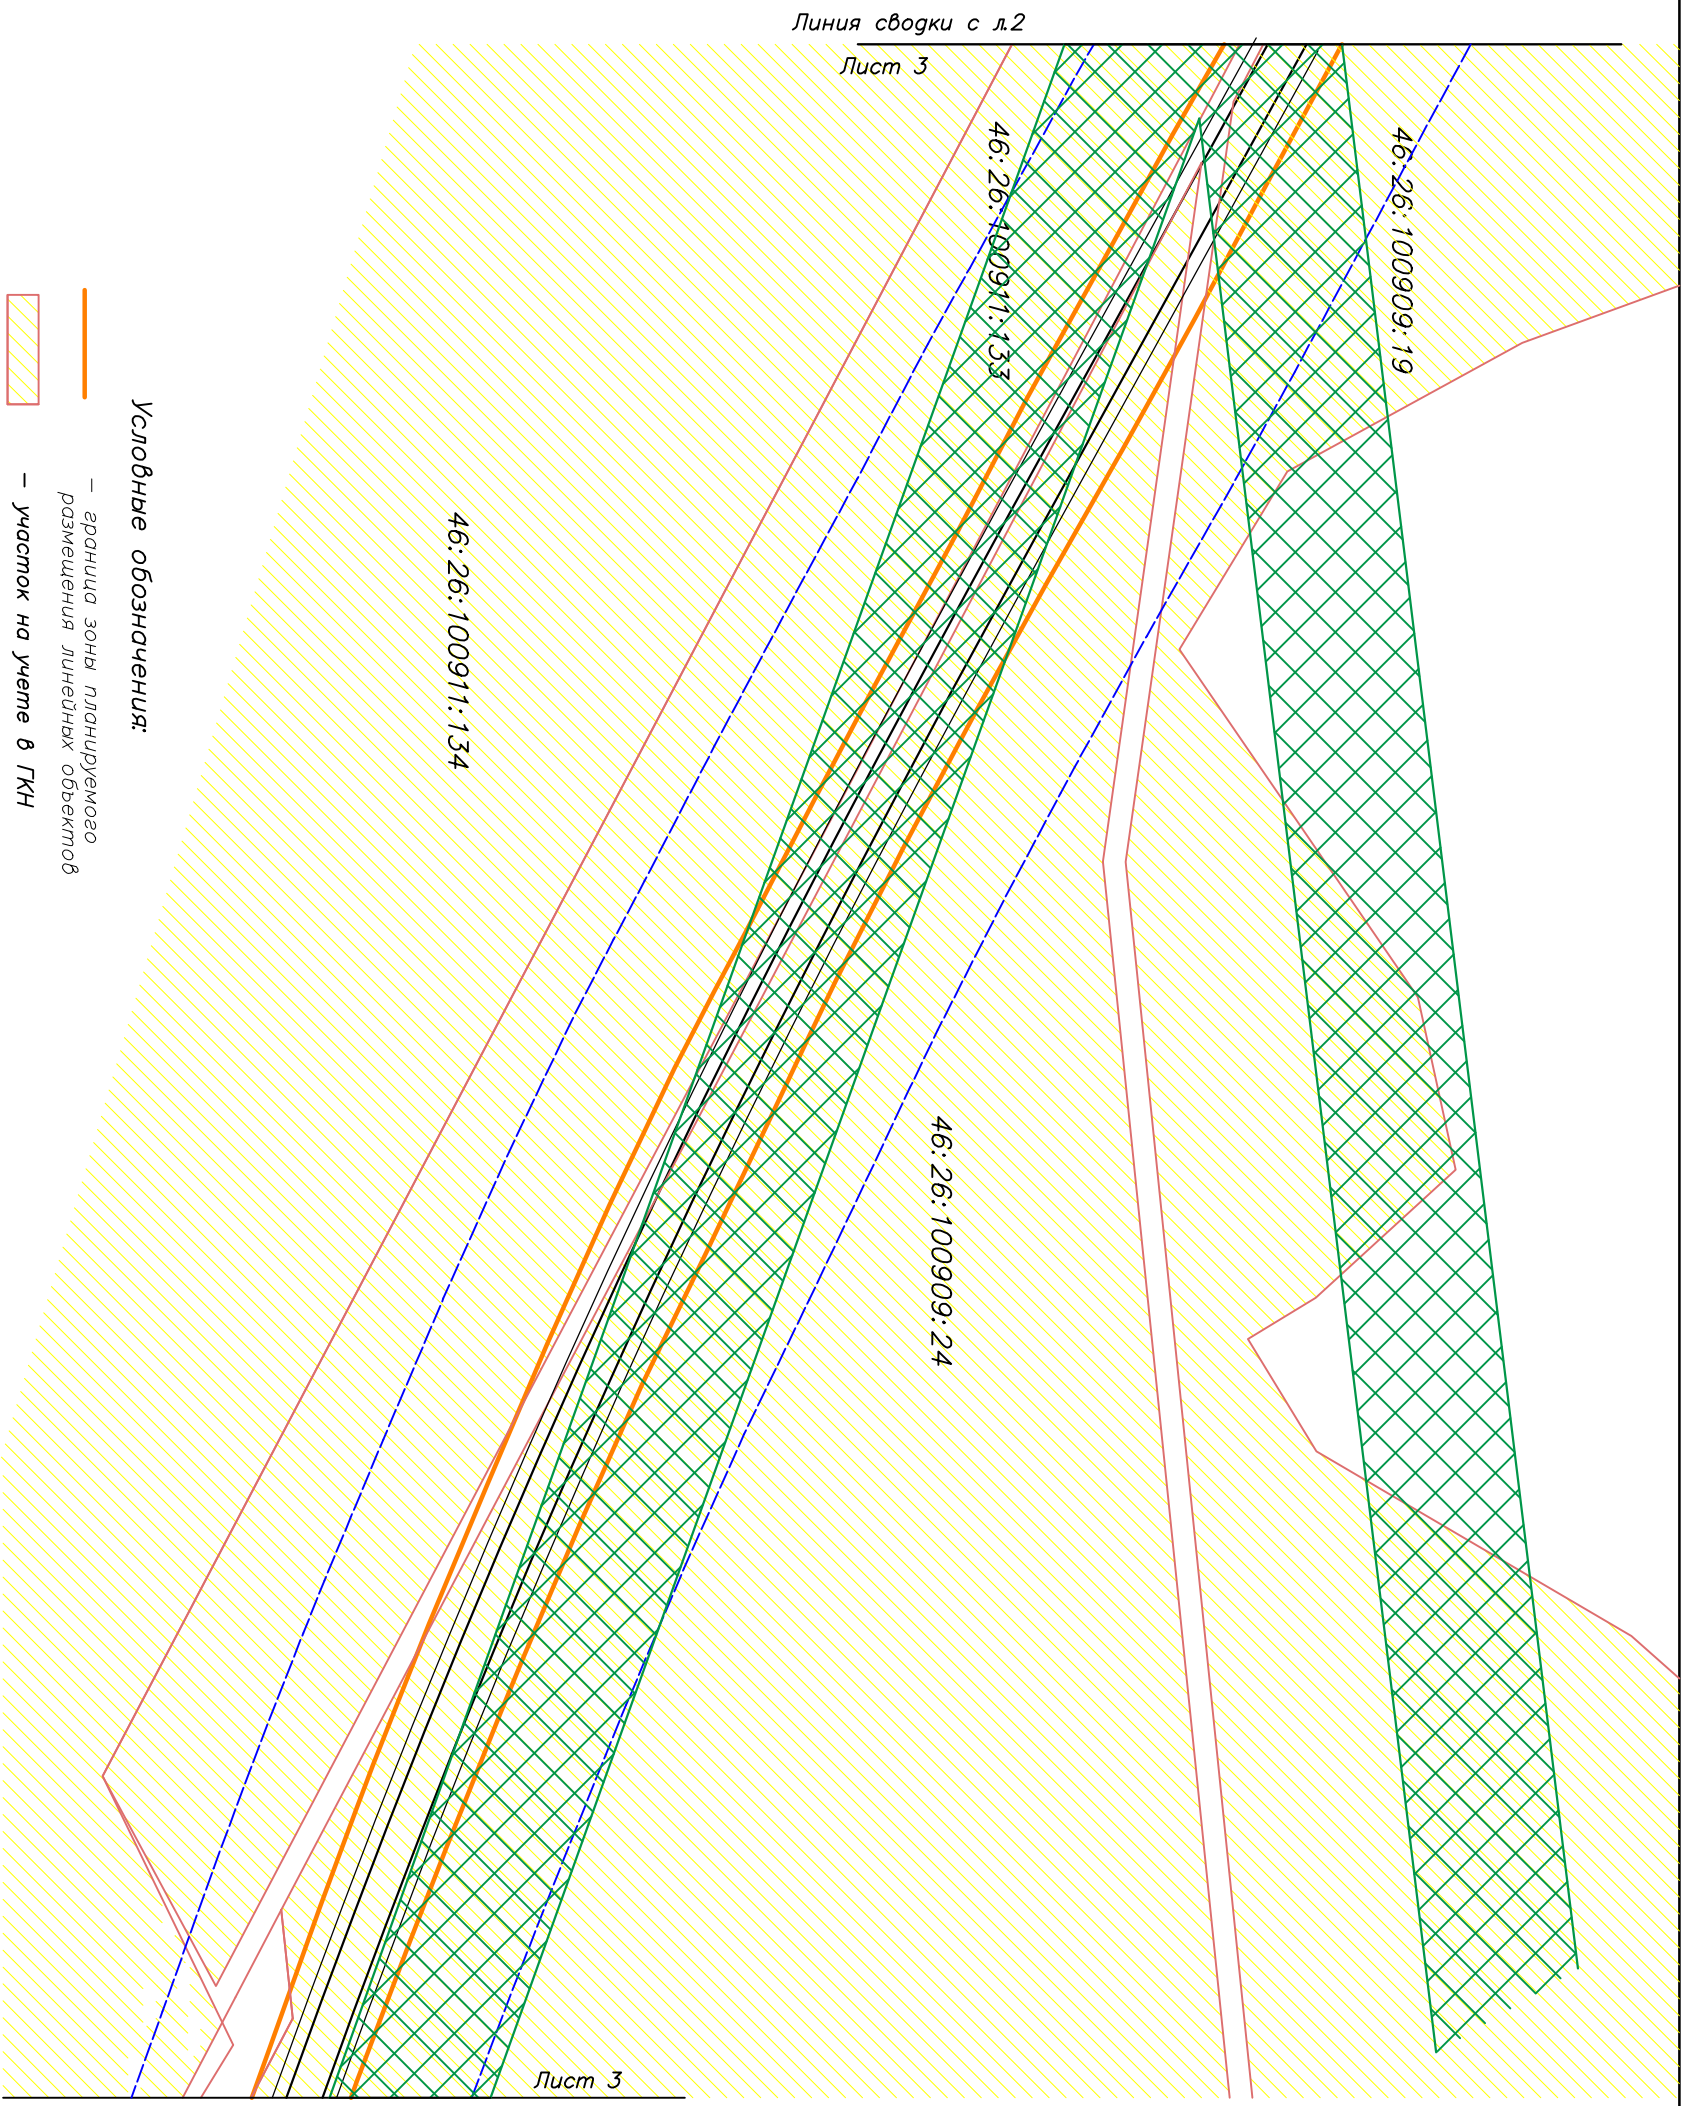 Линия сводки с л.2
Лист 3
46:26:100911:133
46:26:100909:19
46:26:100911:134
46:26:100909:24
Условные обозначения:
– граница зоны планируемого
размещения линейных объектов
– участок на учете в ГКН
Лист 3